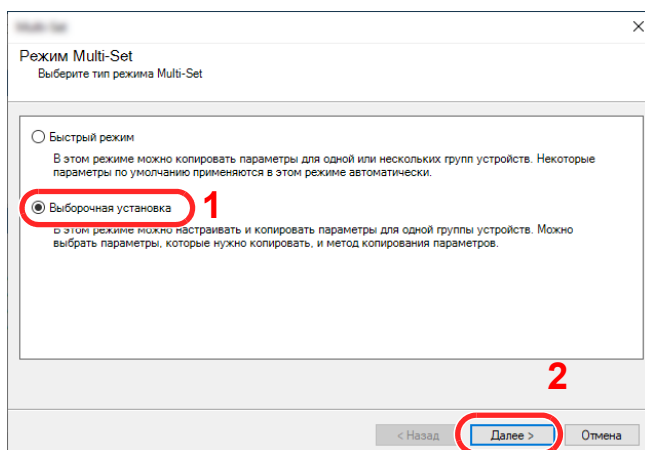 Multi-Set
Режим Multi-Set
Выберите тип режима Multi-Set
Быстрый режим
В этом режиме можно копировать параметры для одной или нескольких групп устройств. Некоторые
параметры по умолчанию применяются в этом режиме автоматически.
Выборочная установка 1
В этом режиме можно настраивать и копировать параметры для одной группы устройств. Можно
выбрать параметры, которые нужно копировать, и метод копирования параметров.
2
< Назад Далее > Отмена